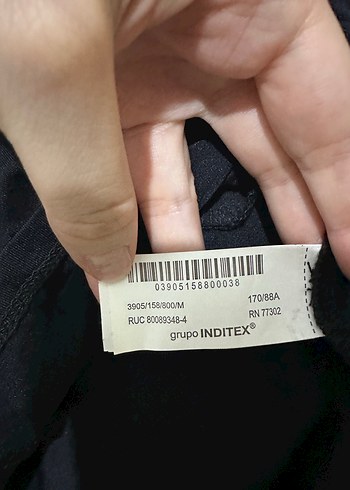 03905158800038
3905/158/800/M 170/88A
RUC 80089348-4 RN 77302
grupo INDITEX®